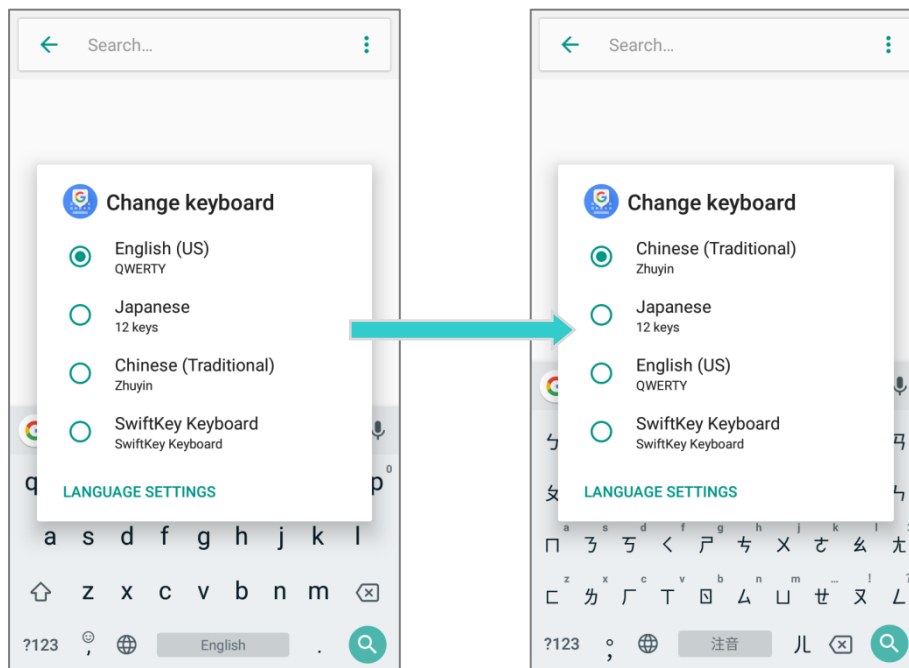 Search...
Change keyboard
English (US)
QWERTY
Japanese
12 keys
Chinese (Traditional)
Zhuyin
SwiftKey Keyboard
SwiftKey Keyboard
LANGUAGE SETTINGS
q p 0
a s d f g h j k l
z x c v b n m
?123 , English .
Search...
Change keyboard
Chinese (Traditional)
Zhuyin
Japanese
12 keys
English (US)
QWERTY
SwiftKey Keyboard
SwiftKey Keyboard
LANGUAGE SETTINGS
ㄅ ㄢ
ㄆ ㄣ
a s d f g h j k l
ㄇ ㄋ ㄎ ㄑ ㄕ ㄘ ㄨ ㄜ ㄠ ㄤ
z x c v b n m ... ! ?
ㄈ ㄌ ㄏ ㄒ ㄖ ㄙ ㄩ ㄝ ㄡ ㄥ
?123 。 , 注音 ㄦ